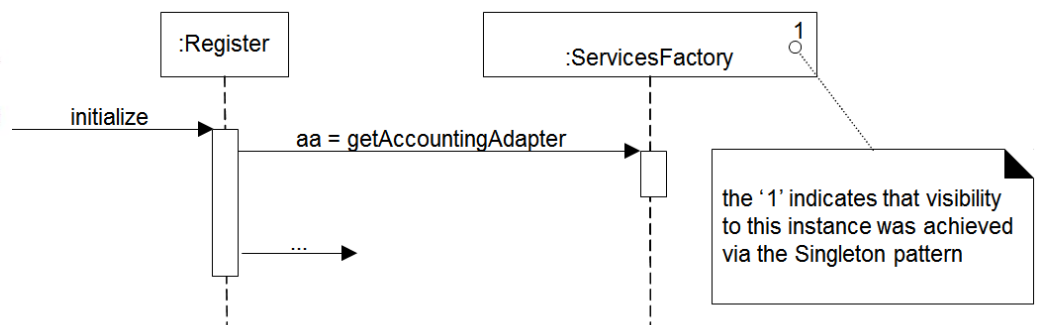 :Register
1
:ServicesFactory
initialize
aa = getAccountingAdapter
...
the ‘1’ indicates that visibility
to this instance was achieved
via the Singleton pattern